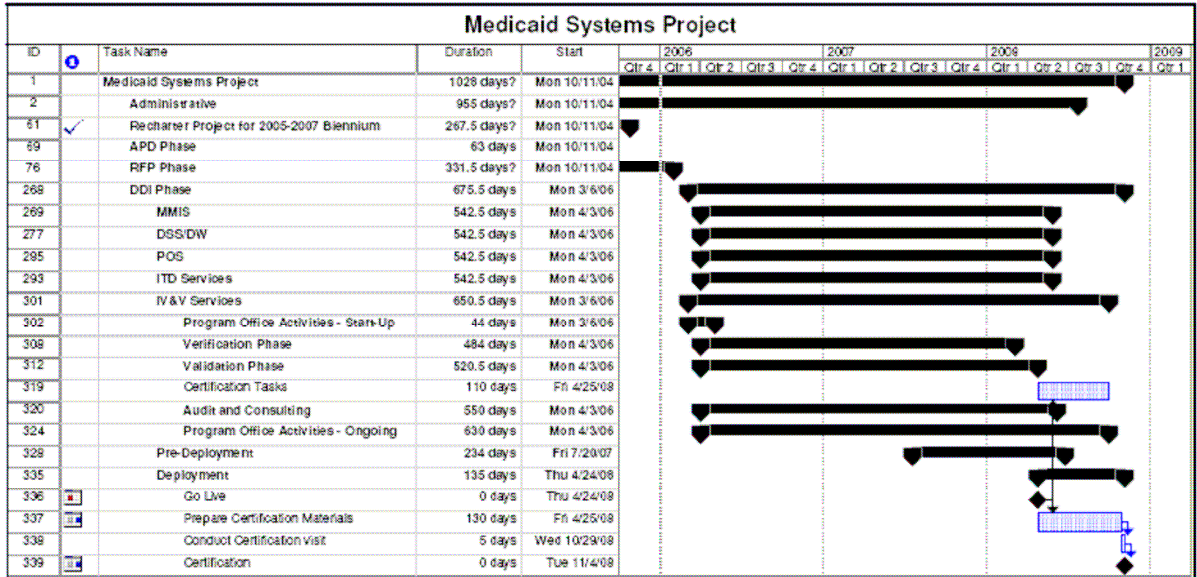 Medicaid Systems Project
ID Task Name Duration Start 2006 2007 2008 2009
Qtr 4 Qtr 1 Qtr 2 Qtr 3 Qtr 4 Qtr 1 Qtr 2 Qtr 3 Qtr 4 Qtr 1 Qtr 2 Qtr 3 Qtr 4 Qtr 1
1 Medicaid Systems Project 1028 days? Mon 10/11/04
2 Administrative 955 days? Mon 10/11/04
61 Recharter Project for 2005-2007 Biennium 267.5 days? Mon 10/11/04
69 APD Phase 63 days Mon 10/11/04
76 RFP Phase 331.5 days? Mon 10/11/04
268 DDI Phase 675.5 days Mon 3/6/06
269 MMIS 542.5 days Mon 4/3/06
277 DSS/DW 542.5 days Mon 4/3/06
295 POS 542.5 days Mon 4/3/06
293 ITD Services 542.5 days Mon 4/3/06
301 IV&V Services 650.5 days Mon 3/6/06
302 Program Office Activities - Start-Up 44 days Mon 3/6/06
309 Verification Phase 484 days Mon 4/3/06
312 Validation Phase 520.5 days Mon 4/3/06
319 Certification Tasks 110 days Fri 4/25/08
320 Audit and Consulting 550 days Mon 4/3/06
324 Program Office Activities - Ongoing 630 days Mon 4/3/06
329 Pre-Deployment 234 days Fri 7/20/07
335 Deployment 135 days Thu 4/24/08
336 Go Live 0 days Thu 4/24/08
337 Prepare Certification Materials 130 days Fri 4/25/08
338 Conduct Certification Visit 5 days Wed 10/29/08
339 Certification 0 days Tue 11/4/08